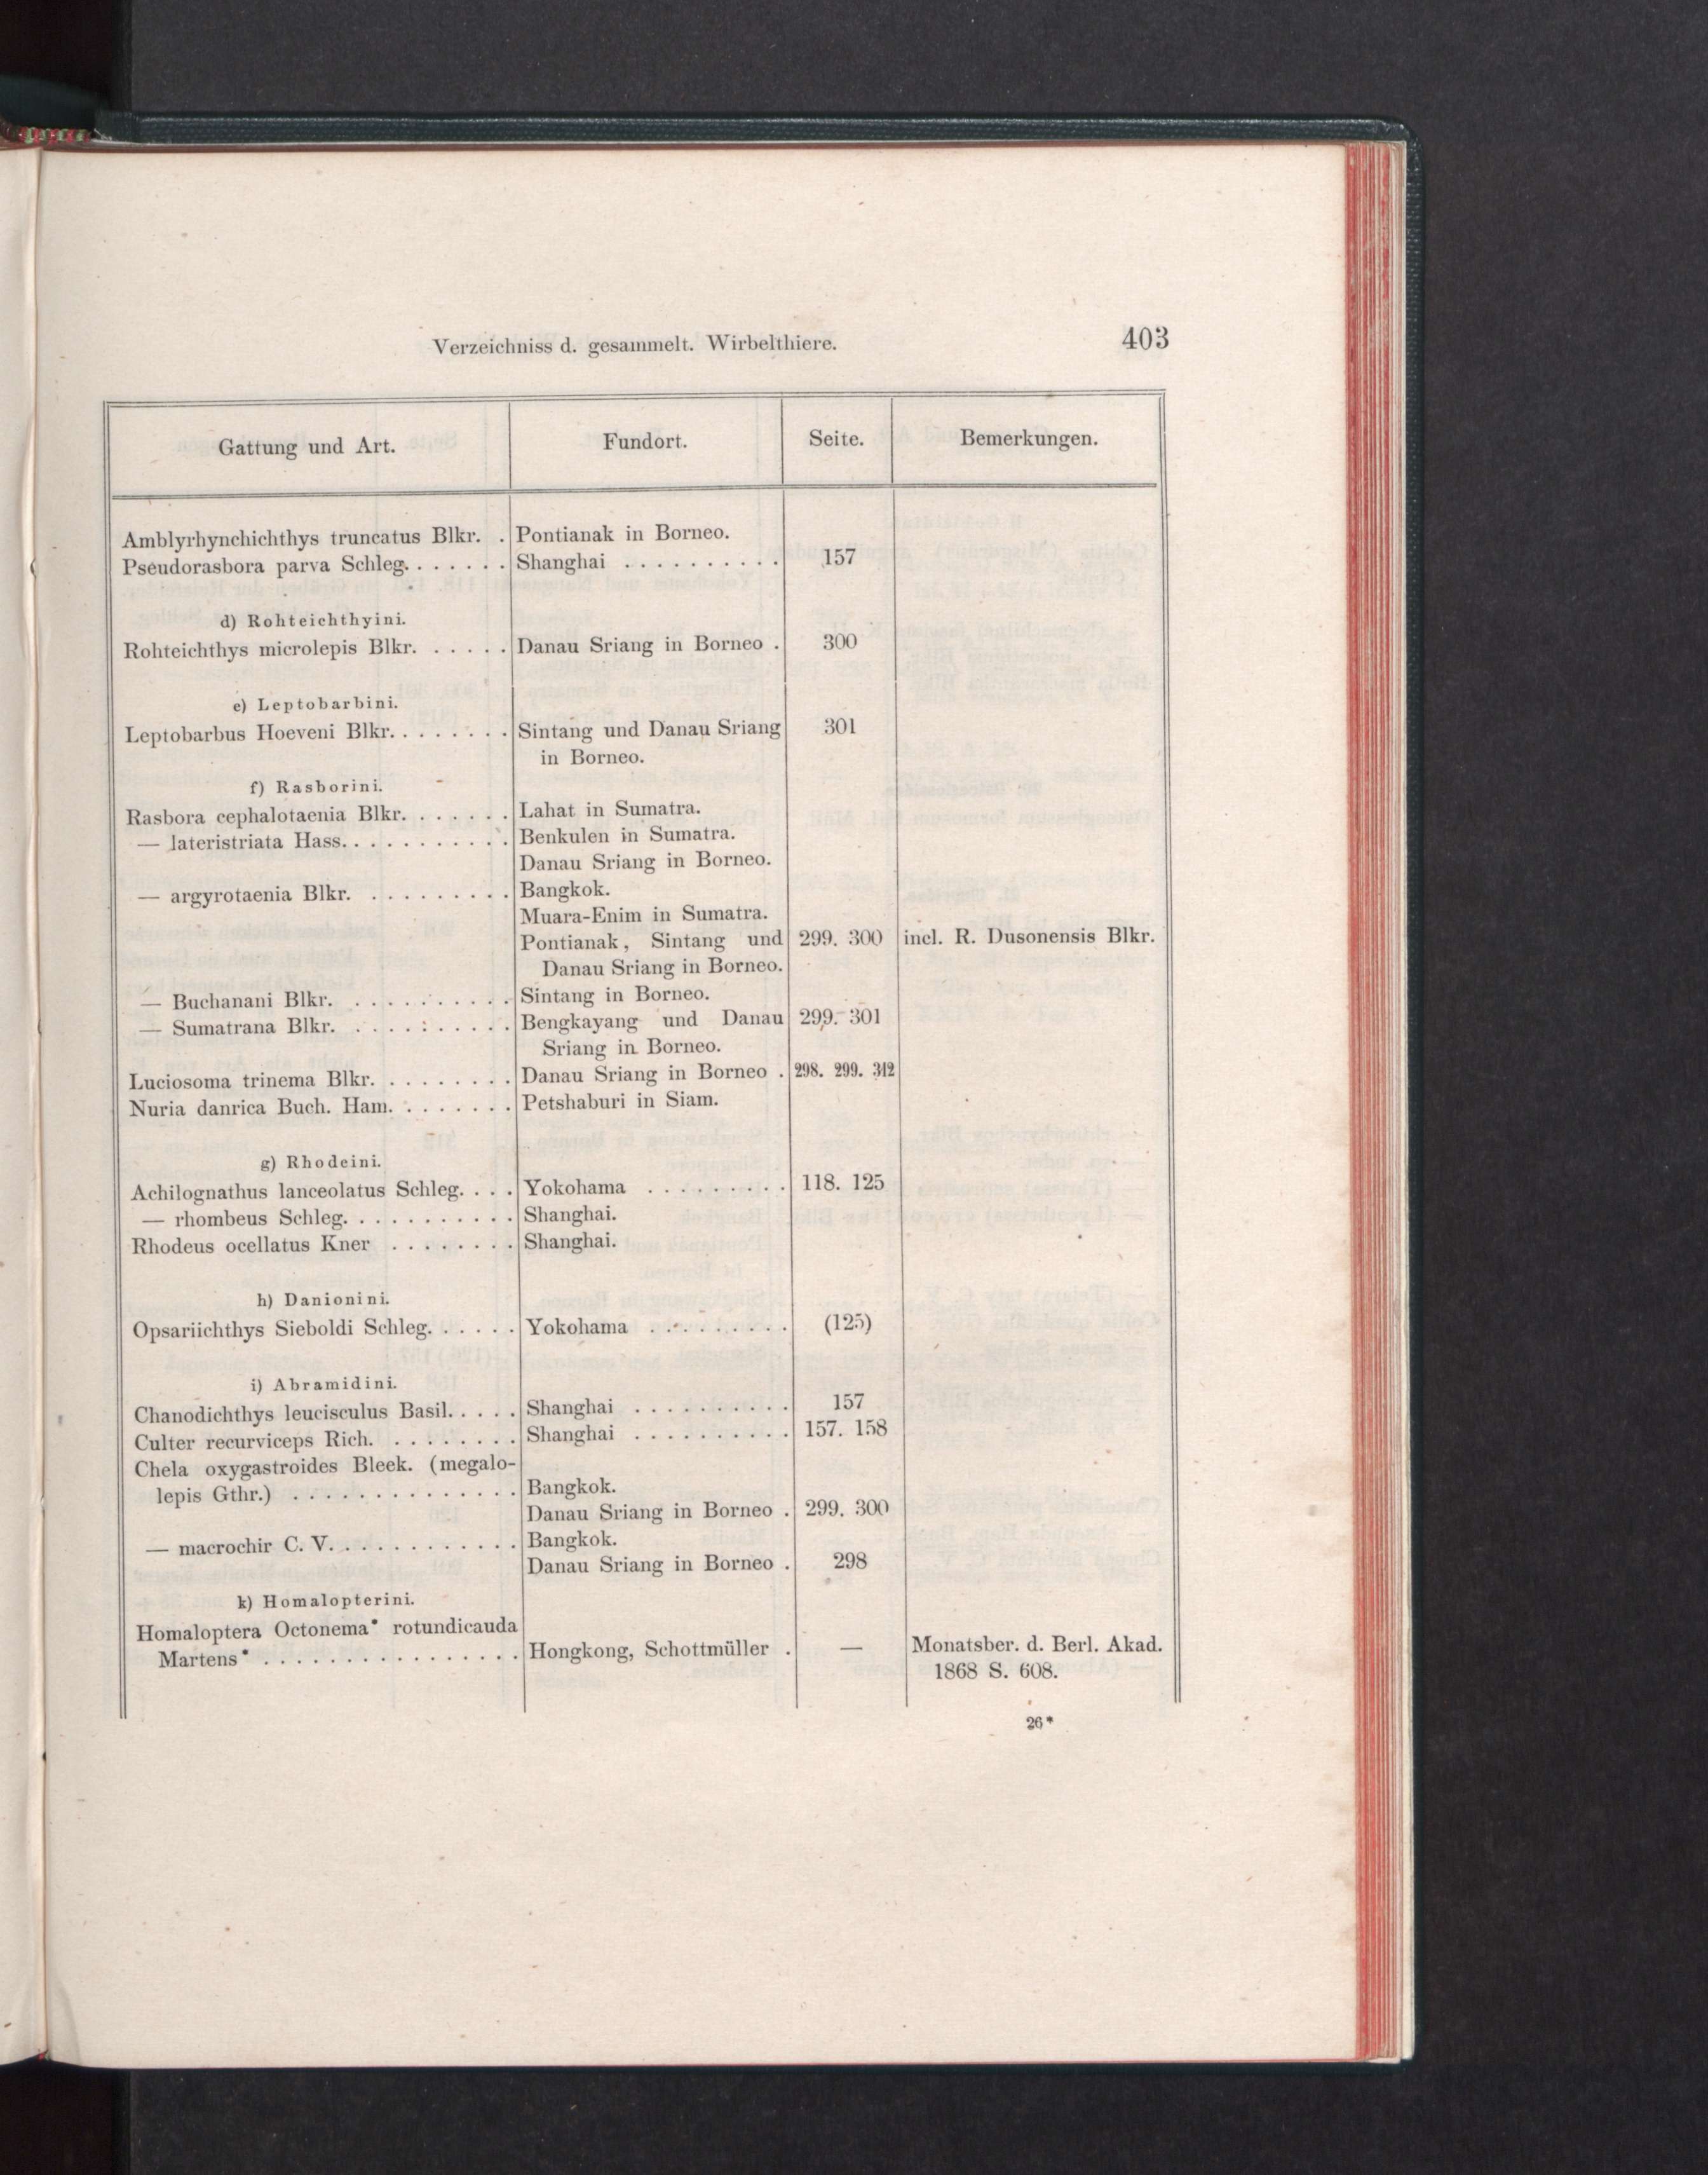 Verzeichniss d. gesammelt. Wirbelthiere. 403
Gattung und Art. Fundort. Seite. Bemerkungen.
Amblyrhynchichthys truncatus Blkr. . Pontianak in Borneo.
Pseudorasbora parva Schleg. . . . . . . Shanghai . . . . . . . . . . 157
d) Rohteichthyini.
Rohteichthys microlepis Blkr. . . . . . Danau Sriang in Borneo . 300
e) Leptobarbini.
Leptobarbus Hoeveni Blkr. . . . . . . . Sintang und Danau Sriang 301
in Borneo.
f) Rasborini.
Rasbora cephalotaenia Blkr. . . . . . . Lahat in Sumatra.
— lateristriata Hass. . . . . . . . . . . Benkulen in Sumatra.
Danau Sriang in Borneo.
— argyrotaenia Blkr. . . . . . . . . . Bangkok.
Muara-Enim in Sumatra.
Pontianak, Sintang und 299. 300 incl. R. Dusonensis Blkr.
Danau Sriang in Borneo.
— Buchanani Blkr. . . . . . . . . . . Sintang in Borneo.
— Sumatrana Blkr. . . . . : . . . . . Bengkayang und Danau 299. 301
Sriang in Borneo.
Luciosoma trinema Blkr. . . . . . . . . Danau Sriang in Borneo . 298. 299. 312
Nuria danrica Buch. Ham. . . . . . . . Petshaburi in Siam.
g) Rhodeini.
Achilognathus lanceolatus Schleg. . . . Yokohama . . . . . . . . . 118. 125
— rhombeus Schleg. . . . . . . . . . . Shanghai.
Rhodeus ocellatus Kner . . . . . . . . Shanghai.
h) Danionini.
Opsariichthys Sieboldi Schleg. . . . . . Yokohama . . . . . . . . . (125)
i) Abramidini.
Chanodichthys leucisculus Basil. . . . . Shanghai . . . . . . . . . . 157
Culter recurviceps Rich. . . . . . . . . Shanghai . . . . . . . . . . 157. 158
Chela oxygastroides Bleek. (megalo-
lepis Gthr.) . . . . . . . . . . . . . . Bangkok.
Danau Sriang in Borneo . 299. 300
— macrochir C. V. . . . . . . . . . . . Bangkok.
Danau Sriang in Borneo . 298
k) Homalopterini.
Homaloptera Octonema* rotundicauda
Martens* . . . . . . . . . . . . . . . . Hongkong, Schottmüller . — Monatsber. d. Berl. Akad.
1868 S. 608.
26*